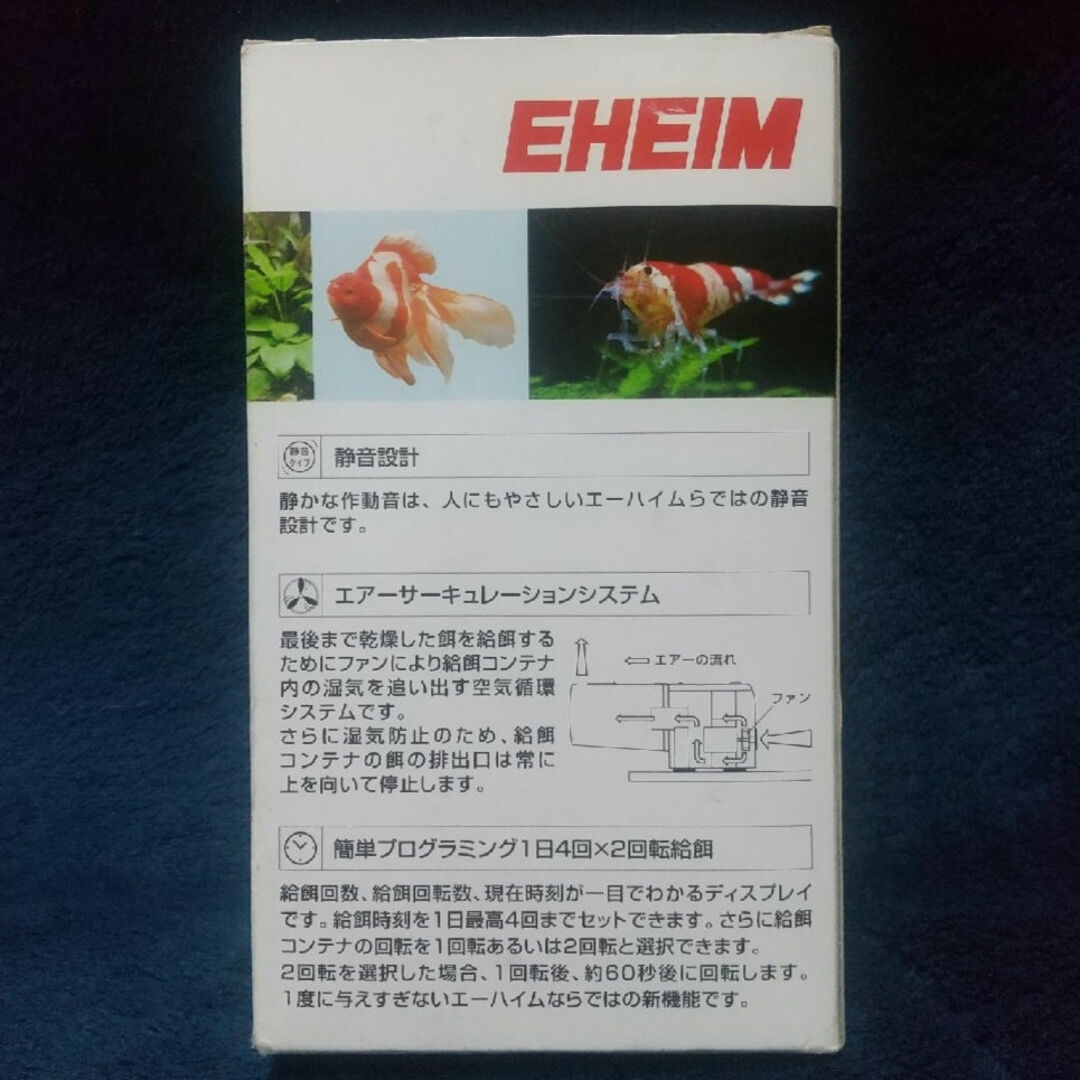 EHEIM
静音
タイプ
静音設計
静かな作動音は、人にもやさしいエーハイムらではの静音
設計です。
エアーサーキュレーションシステム
最後まで乾燥した餌を給餌する
ためにファンにより給餌コンテナ
内の湿気を追い出す空気循環
システムです。
さらに湿気防止のため、給餌
コンテナの餌の排出口は常に
上を向いて停止します。
エアーの流れ
ファン
簡単プログラミング1日4回×2回転給餌
給餌回数、給餌回転数、現在時刻が一目でわかるディスプレイ
です。給餌時刻を1日最高4回までセットできます。さらに給餌
コンテナの回転を1回転あるいは2回転と選択できます。
2回転を選択した場合、1回転後、約60秒後に回転します。
1度に与えすぎないエーハイムならではの新機能です。